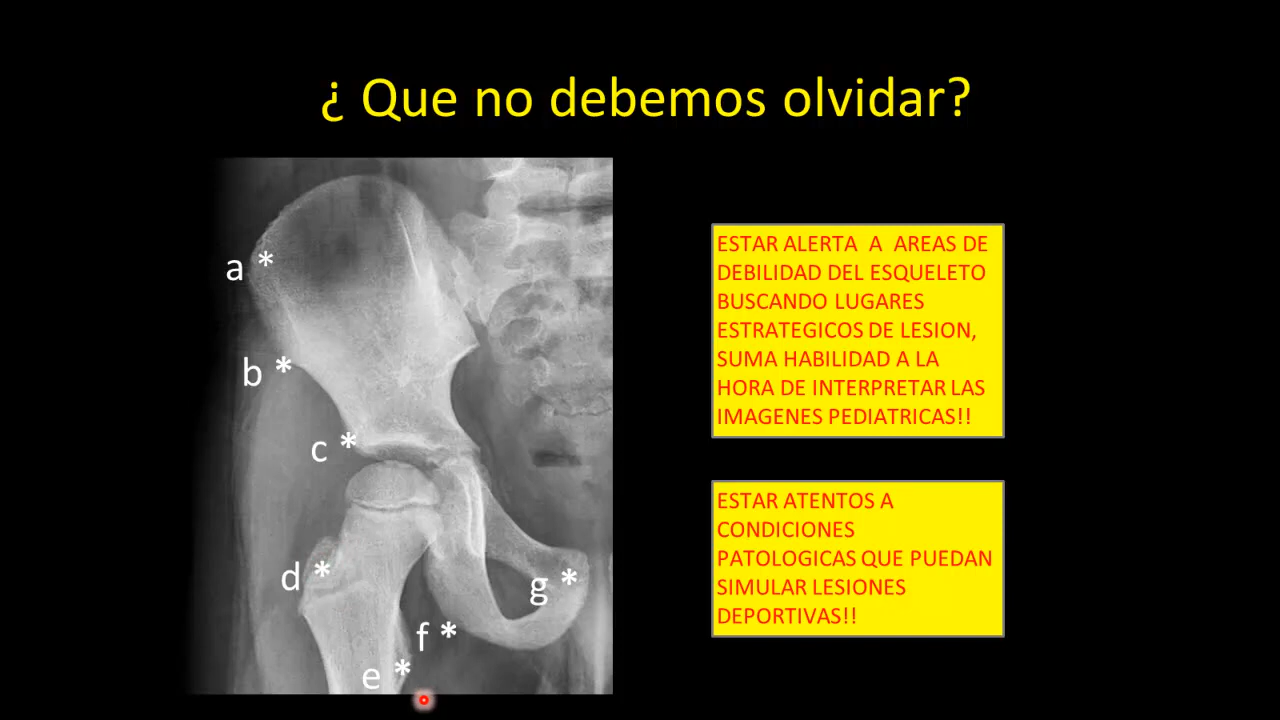 ¿ Que no debemos olvidar?
a *
b *
c *
d *
e *
f *
g *
ESTAR ALERTA A AREAS DE
DEBILIDAD DEL ESQUELETO
BUSCANDO LUGARES
ESTRATEGICOS DE LESION,
SUMA HABILIDAD A LA
HORA DE INTERPRETAR LAS
IMAGENES PEDIATRICAS!!
ESTAR ATENTOS A
CONDICIONES
PATOLOGICAS QUE PUEDAN
SIMULAR LESIONES
DEPORTIVAS!!